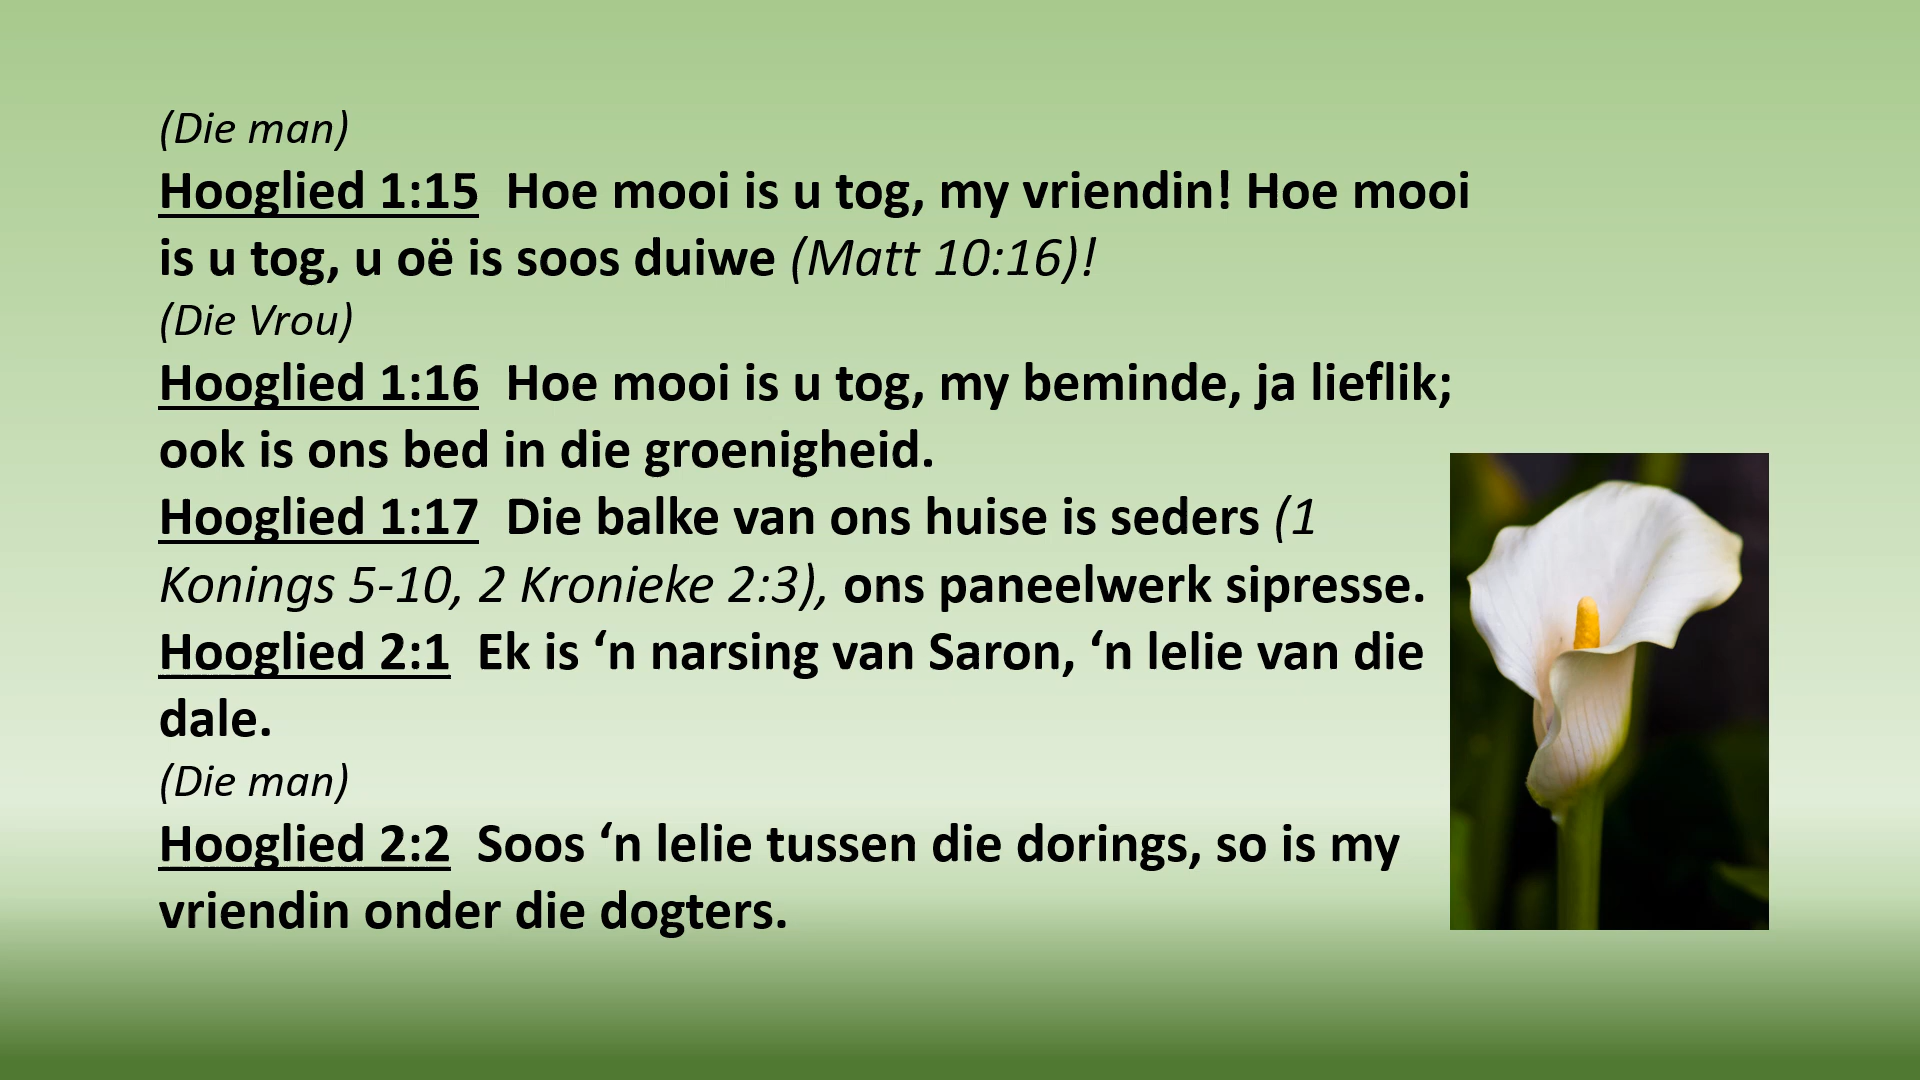 (Die man)
Hooglied 1:15  Hoe mooi is u tog, my vriendin! Hoe mooi
is u tog, u oë is soos duiwe (Matt 10:16)!
(Die Vrou)
Hooglied 1:16  Hoe mooi is u tog, my beminde, ja lieflik;
ook is ons bed in die groenigheid.
Hooglied 1:17  Die balke van ons huise is seders (1
Konings 5-10, 2 Kronieke 2:3), ons paneelwerk sipresse.
Hooglied 2:1  Ek is ‘n narsing van Saron, ‘n lelie van die
dale.
(Die man)
Hooglied 2:2  Soos ‘n lelie tussen die dorings, so is my
vriendin onder die dogters.